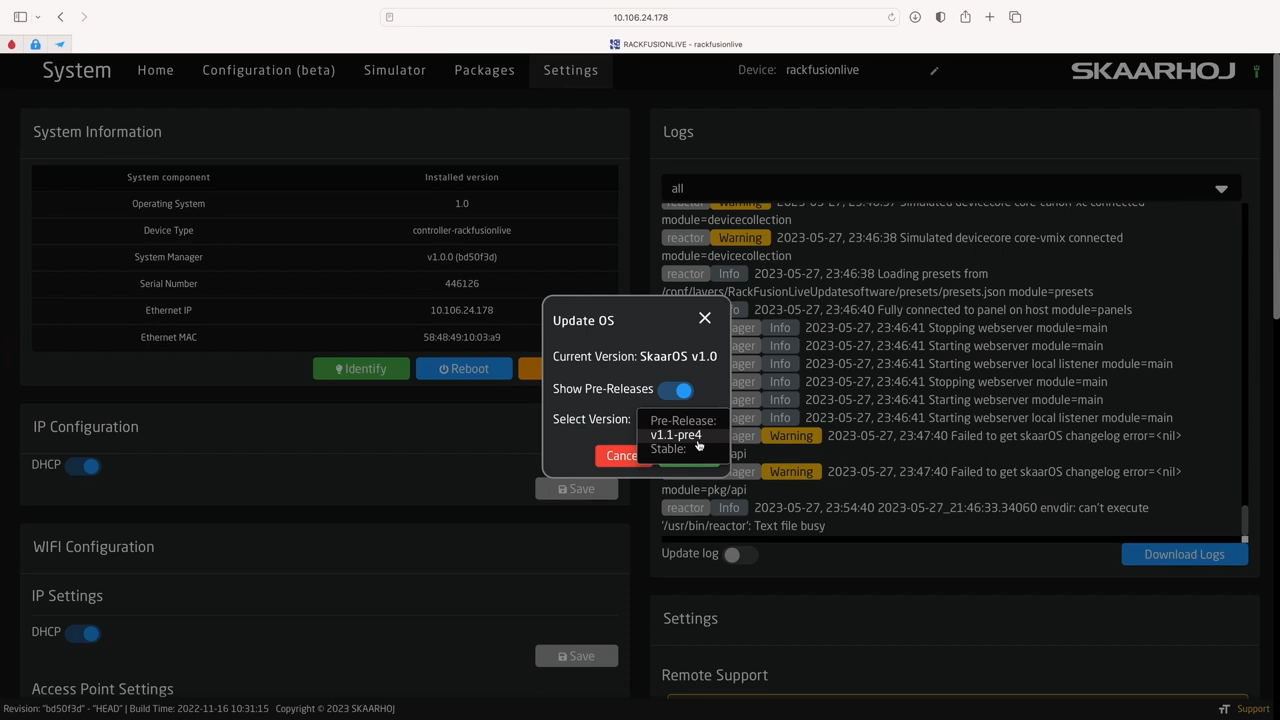 10.106.24.178
RACKFUSIONLIVE - rackfusionlive
System Home Configuration (beta) Simulator Packages Settings Device: rackfusionlive SKAARHOJ
System Information
System component Installed version
Operating System 1.0
Device Type controller-rackfusionlive
System Manager v1.0.0 (bd50f3d)
Serial Number 446126
Ethernet IP 10.106.24.178
Ethernet MAC 58:48:49:10:03:a9
Identify Reboot
IP Configuration
DHCP
Save
WIFI Configuration
IP Settings
DHCP
Save
Access Point Settings
Update OS
Current Version: SkaarOS v1.0
Show Pre-Releases
Select Version:
Pre-Release:
v1.1-pre4
Stable:
Cance
Logs
all
module=devicecollection
reactor Warning 2023-05-27, 23:46:38 Simulated devicecore core-vmix connected
module=devicecollection
reactor Info 2023-05-27, 23:46:38 Loading presets from
/conf/layers/RackFusionLiveUpdatesoftware/presets/presets.json module=presets
fo 2023-05-27, 23:46:40 Fully connected to panel on host module=panels
ager Info 2023-05-27, 23:46:41 Stopping webserver module=main
ager Info 2023-05-27, 23:46:41 Starting webserver module=main
ager Info 2023-05-27, 23:46:41 Starting webserver local listener module=main
ager Info 2023-05-27, 23:46:41 Stopping webserver module=main
ager Info 2023-05-27, 23:46:41 Starting webserver module=main
ager Info 2023-05-27, 23:46:41 Starting webserver local listener module=main
ager Warning 2023-05-27, 23:47:40 Failed to get skaarOS changelog error=<nil>
api
ager Warning 2023-05-27, 23:47:40 Failed to get skaarOS changelog error=<nil>
module=pkg/api
reactor Info 2023-05-27, 23:54:40 2023-05-27_21:46:33.34060 envdir: can't execute
'/usr/bin/reactor': Text file busy
Update log
Download Logs
Settings
Remote Support
Revision: "bd50f3d" - "HEAD" | Build Time: 2022-11-16 10:31:15 Copyright © 2023 SKAARHOJ
Support